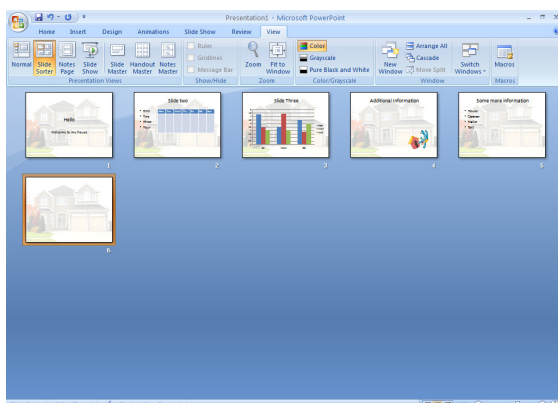 Presentation1 - Microsoft PowerPoint
Home Insert Design Animations Slide Show Review View
Normal Slide Sorter Notes Page Slide Show Slide Master Handout Master Notes Master
Presentation Views
Ruler
Gridlines
Message Bar
Show/Hide
Zoom Fit to Window
Zoom
Color
Grayscale
Pure Black and White
Color/Grayscale
New Window
Arrange All
Cascade
Move Split
Switch Windows
Window
Macros
Macros
Hello
Welcome to my house
1
Slide two
2
Slide Three
3
Additional Information
4
Some more information
5
6